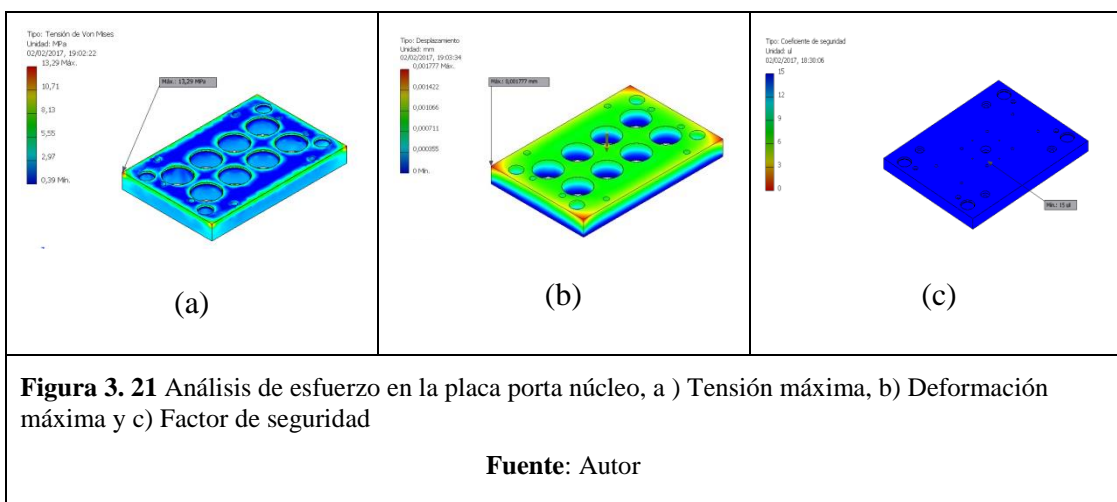 Tipo: Tensión de Von Mises
Unidad: MPa
02/02/2017, 19:02:22
13,29 Máx.
10,71
8,13
5,55
2,97
0,39 Mín.
Máx.: 13,29 MPa
(a)
Tipo: Desplazamiento
Unidad: mm
02/02/2017, 19:03:34
0,001777 Máx.
0,001422
0,001066
0,000711
0,000355
0 Mín.
Máx.: 0,001777 mm
(b)
Tipo: Coeficiente de seguridad
Unidad: ul
02/02/2017, 18:38:06
15
12
9
6
3
0
Mín.: 15 ul
(c)
Figura 3. 21 Análisis de esfuerzo en la placa porta núcleo, a ) Tensión máxima, b) Deformación
máxima y c) Factor de seguridad
Fuente: Autor